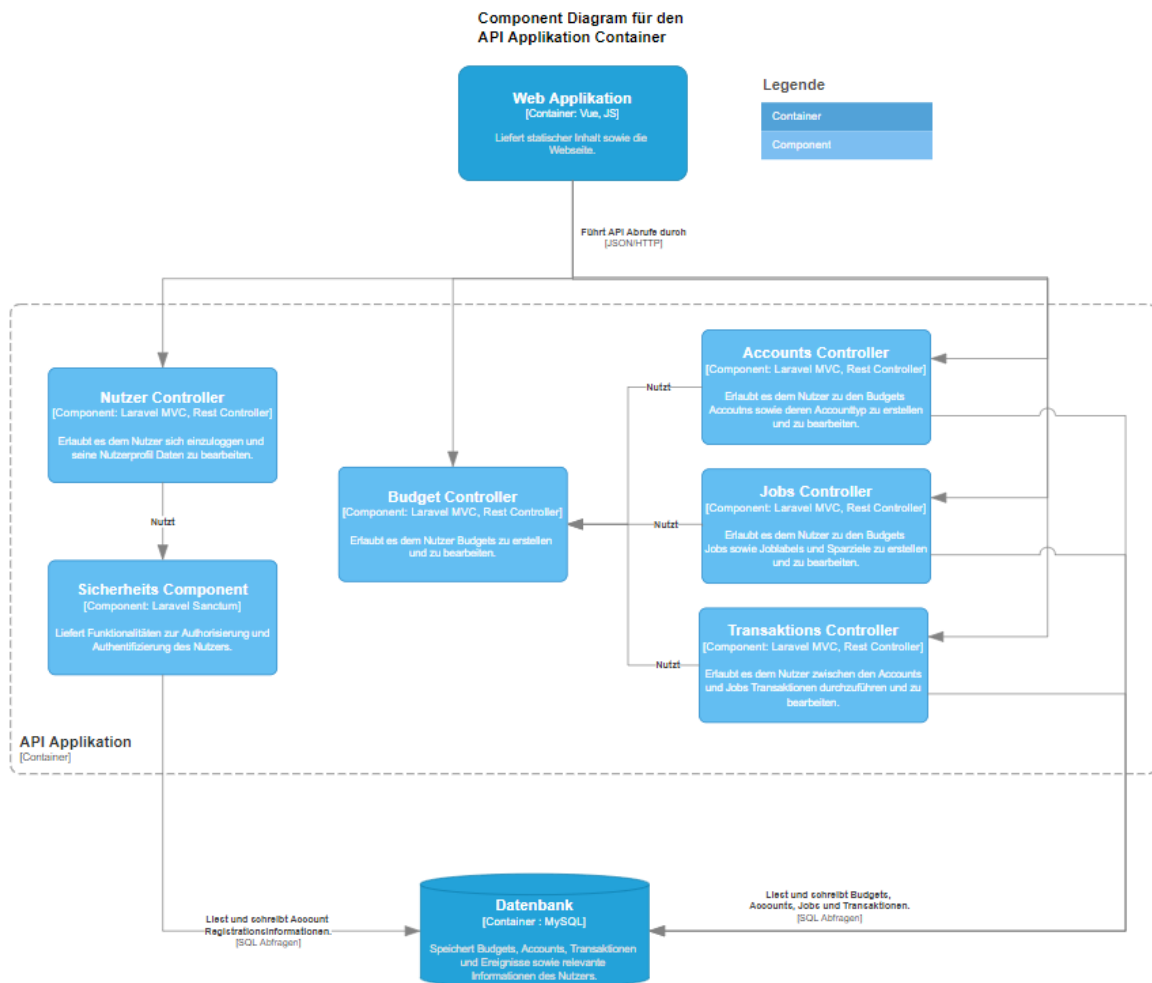 Component Diagram für den
API Applikation Container
Web Applikation
[Container: Vue, JS]
Liefert statischer Inhalt sowie die
Webseite.
Legende
Container
Component
Führt API Abrufe durch
[JSON/HTTP]
Accounts Controller
[Component: Laravel MVC, Rest Controller]
Erlaubt es dem Nutzer zu den Budgets
Accoutns sowie deren Accounttyp zu erstellen
und zu bearbeiten.
Nutzt
Nutzer Controller
[Component: Laravel MVC, Rest Controller]
Erlaubt es dem Nutzer sich einzuloggen und
seine Nutzerprofil Daten zu bearbeiten.
Budget Controller
[Component: Laravel MVC, Rest Controller]
Erlaubt es dem Nutzer Budgets zu erstellen
und zu bearbeiten.
Jobs Controller
[Component: Laravel MVC, Rest Controller]
Erlaubt es dem Nutzer zu den Budgets
Jobs sowie Joblabels und Sparziele zu erstellen
und zu bearbeiten.
Nutzt
Nutzt
Sicherheits Component
[Component: Laravel Sanctum]
Liefert Funktionalitäten zur Authorisierung und
Authentifizierung des Nutzers.
Transaktions Controller
[Component: Laravel MVC, Rest Controller]
Erlaubt es dem Nutzer zwischen den Accounts
und Jobs Transaktionen durchzuführen und zu
bearbeiten.
Nutzt
API Applikation
[Container]
Liest und schreibt Account
Registrationsinformationen.
[SQL Abfragen]
Datenbank
[Container : MySQL]
Speichert Budgets, Accounts, Transaktionen
und Ereignisse sowie relevante
Informationen des Nutzers.
Liest und schreibt Budgets,
Accounts, Jobs und Transaktionen.
[SQL Abfragen]